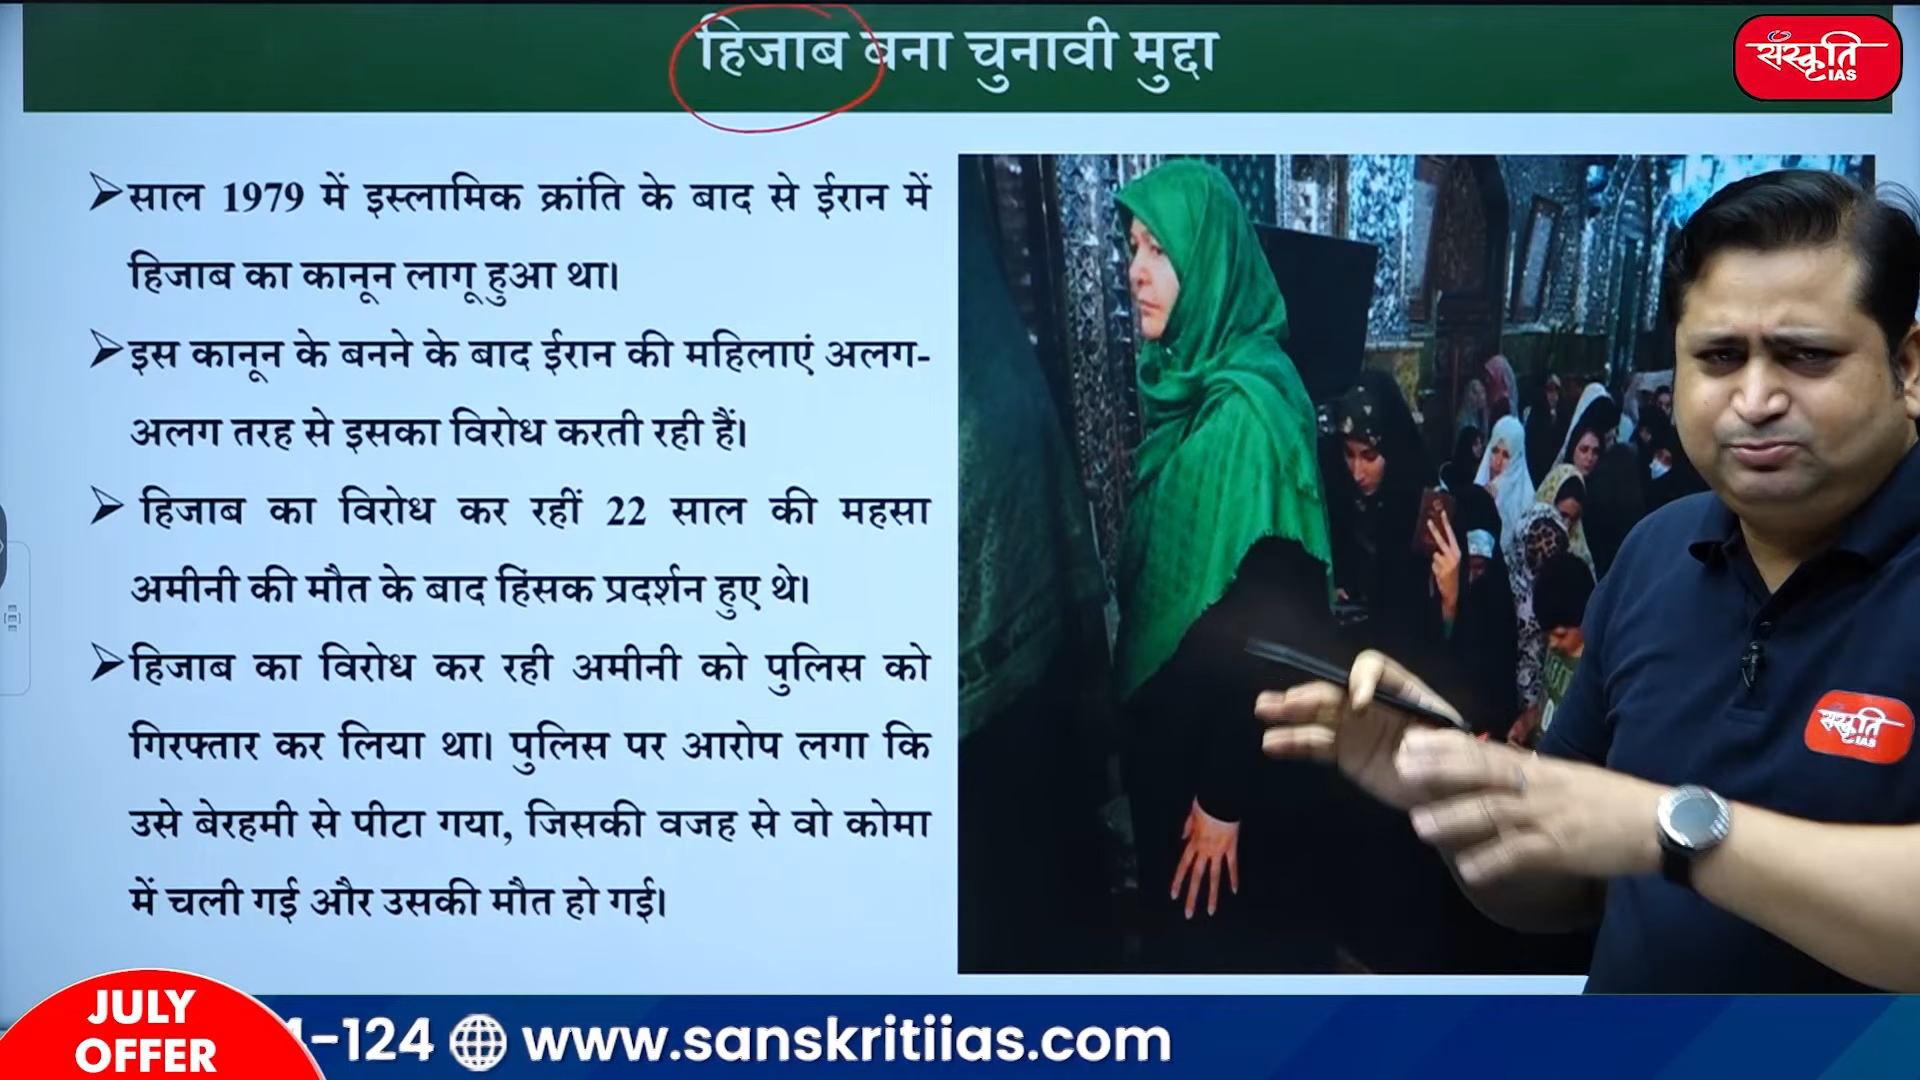 हिजाब बना चुनावी मुद्दा
संस्कृति
IAS
साल 1979 में इस्लामिक क्रांति के बाद से ईरान में
हिजाब का कानून लागू हुआ था।
इस कानून के बनने के बाद ईरान की महिलाएं अलग-
अलग तरह से इसका विरोध करती रही हैं।
हिजाब का विरोध कर रहीं 22 साल की महसा
अमीनी की मौत के बाद हिंसक प्रदर्शन हुए थे।
हिजाब का विरोध कर रही अमीनी को पुलिस को
गिरफ्तार कर लिया था। पुलिस पर आरोप लगा कि
उसे बेरहमी से पीटा गया, जिसकी वजह से वो कोमा
में चली गई और उसकी मौत हो गई।
संस्कृति
IAS
JULY
OFFER
-124 www.sanskritiias.com